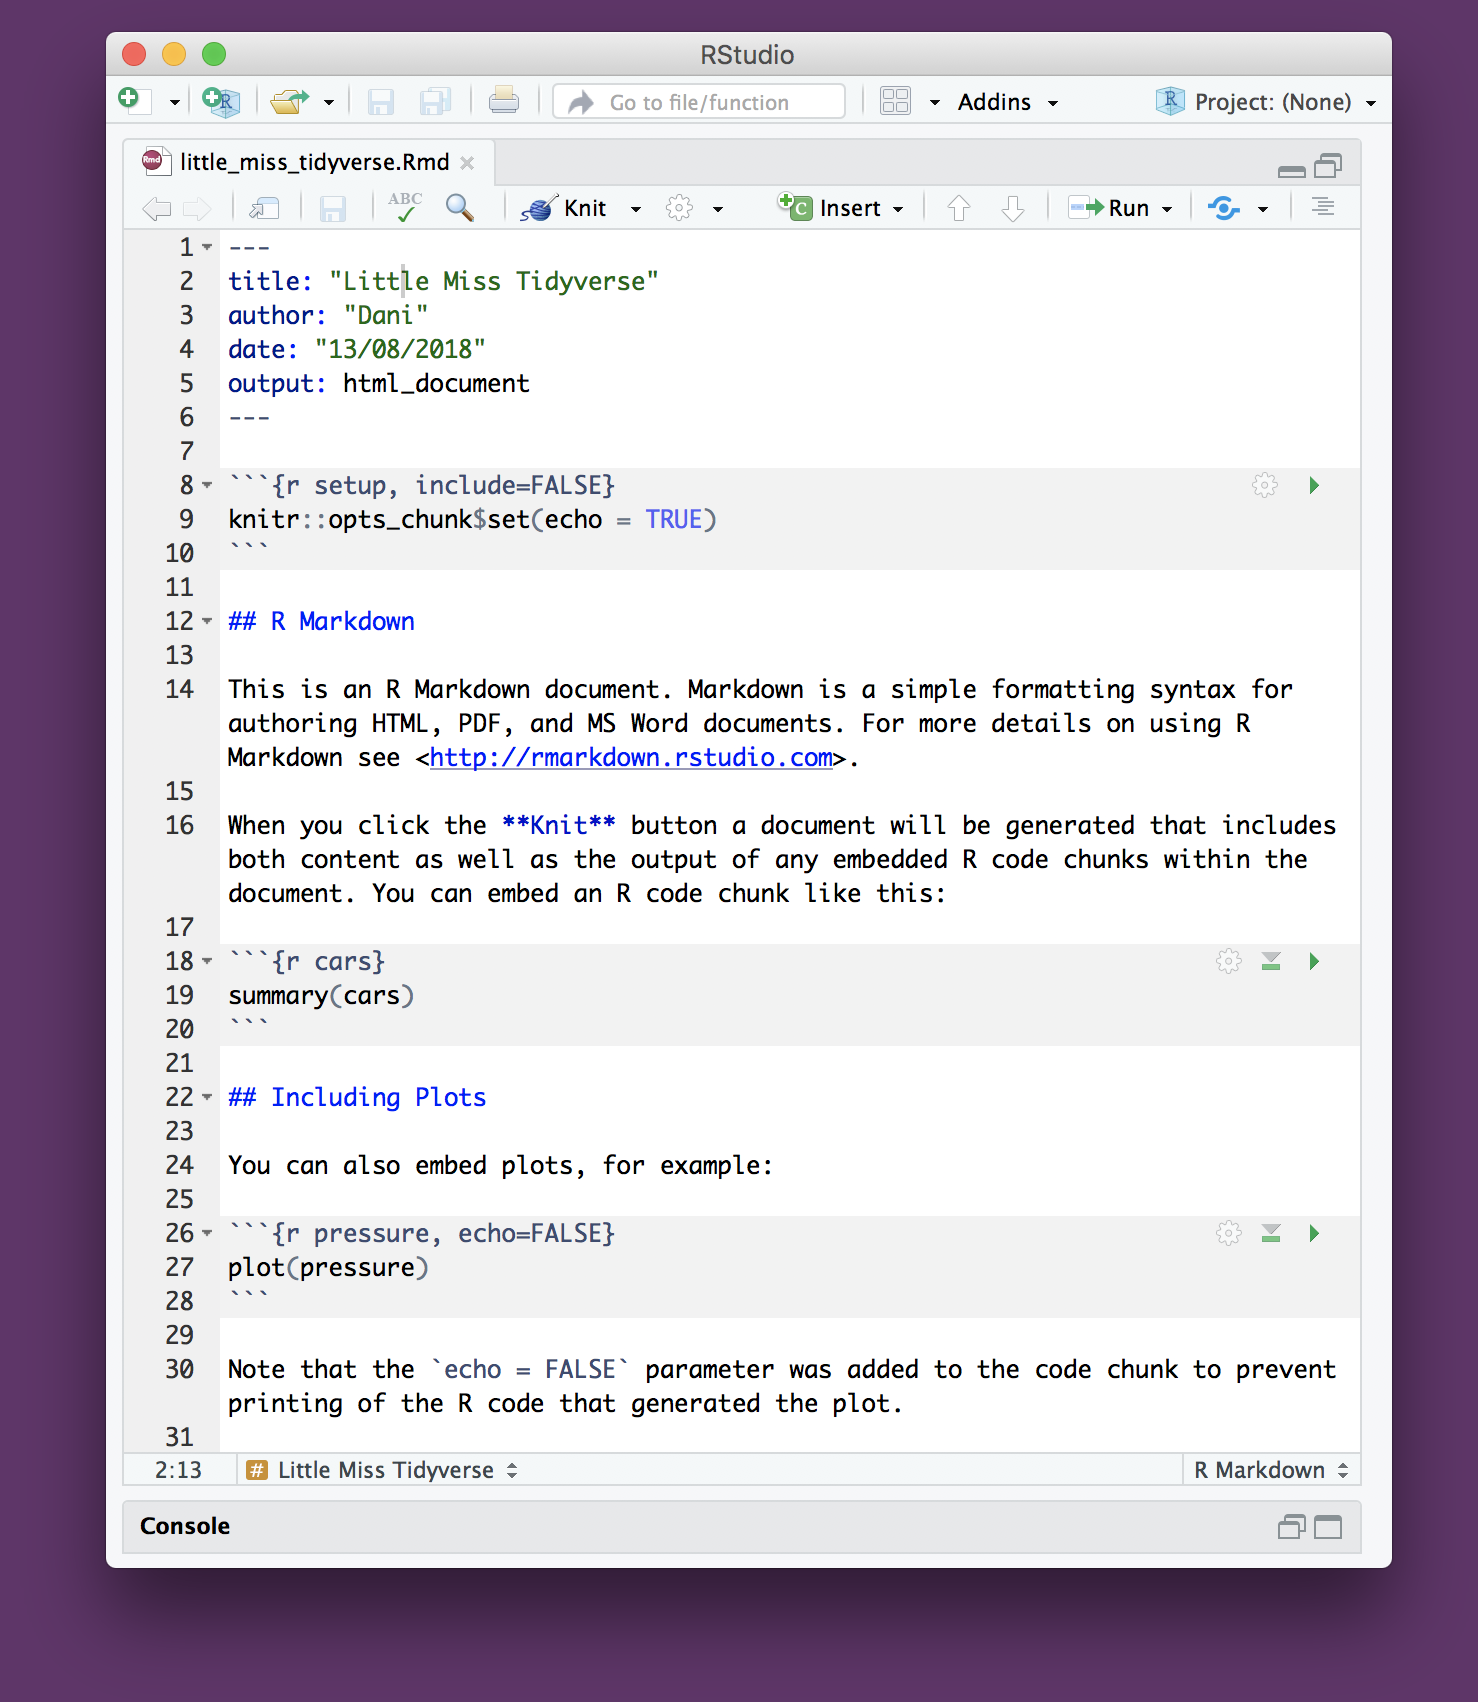 RStudio
Go to file/function
Addins
R Project: (None)
Rmd little_miss_tidyverse.Rmd
ABC Knit C Insert Run
1 ---
2 title: "Little Miss Tidyverse"
3 author: "Dani"
4 date: "13/08/2018"
5 output: html_document
6 ---
7
8 ```{r setup, include=FALSE}
9 knitr::opts_chunk$set(echo = TRUE)
10 ```
11
12 ## R Markdown
13
14 This is an R Markdown document. Markdown is a simple formatting syntax for
authoring HTML, PDF, and MS Word documents. For more details on using R
Markdown see <http://rmarkdown.rstudio.com>.
15
16 When you click the **Knit** button a document will be generated that includes
both content as well as the output of any embedded R code chunks within the
document. You can embed an R code chunk like this:
17
18 ```{r cars}
19 summary(cars)
20 ```
21
22 ## Including Plots
23
24 You can also embed plots, for example:
25
26 ```{r pressure, echo=FALSE}
27 plot(pressure)
28 ```
29
30 Note that the `echo = FALSE` parameter was added to the code chunk to prevent
printing of the R code that generated the plot.
31
2:13 # Little Miss Tidyverse R Markdown
Console